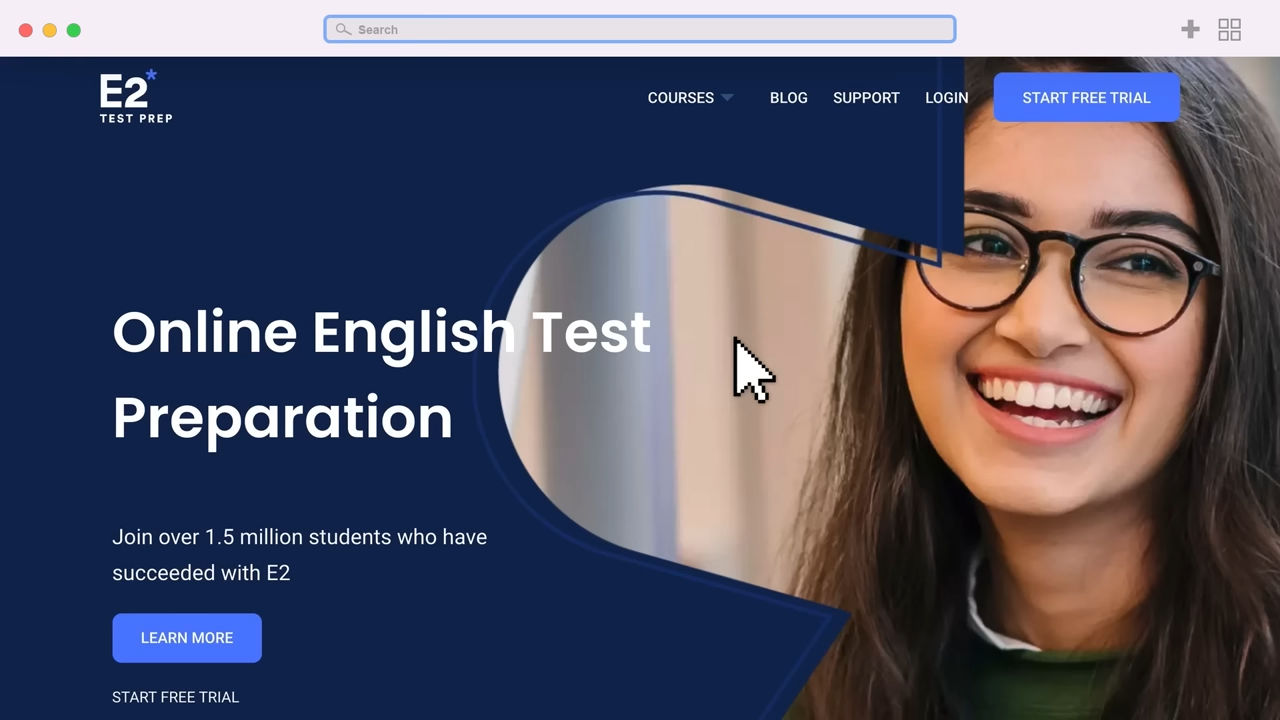 Search
E2*
TEST PREP
COURSES
BLOG
SUPPORT
LOGIN
START FREE TRIAL
Online English Test
Preparation
Join over 1.5 million students who have
succeeded with E2
LEARN MORE
START FREE TRIAL